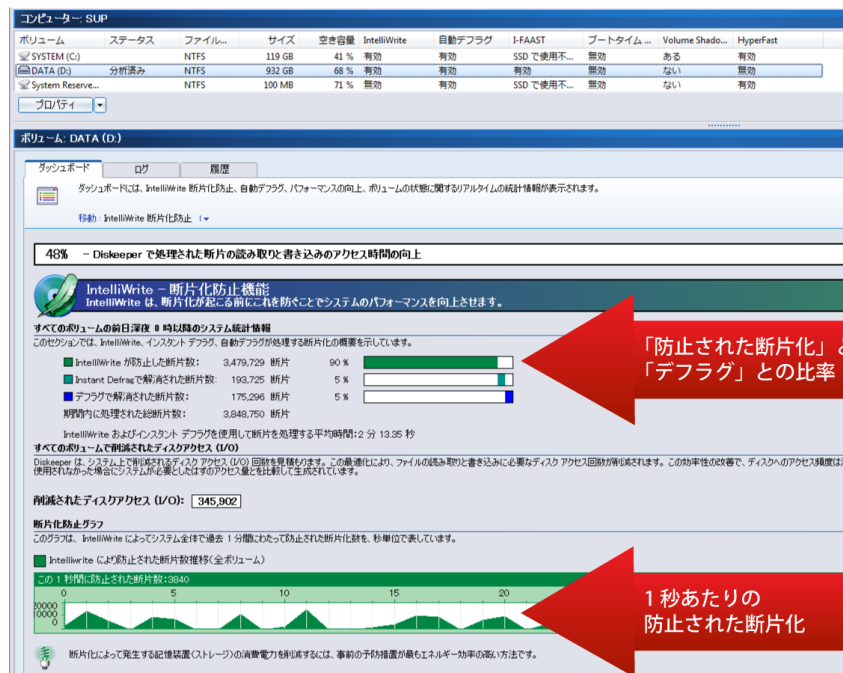 コンピューター: SUP
ボリューム ステータス ファイル... サイズ 空き容量 IntelliWrite 自動デフラグ I-FAAST ブートタイム ... Volume Shado... HyperFast
SYSTEM (C:) NTFS 119 GB 41 % 有効 有効 SSD で使用不... 無効 ある 有効
DATA (D:) 分析済み NTFS 932 GB 68 % 有効 有効 有効 無効 ない 無効
System Reserve... NTFS 100 MB 71 % 無効 有効 SSD で使用不... 無効 ない 有効
プロパティ
ボリューム: DATA (D:)
ダッシュボード ログ 履歴
ダッシュボードには、IntelliWrite 断片化防止、自動デフラグ、パフォーマンスの向上、ボリュームの状態に関するリアルタイムの統計情報が表示されます。
移動 : IntelliWrite 断片化防止
48% - Diskeeper で処理された断片の読み取りと書き込みのアクセス時間の向上
IntelliWrite - 断片化防止機能
IntelliWrite は、断片化が起こる前にこれを防ぐことでシステムのパフォーマンスを向上させます。
すべてのボリュームの前日深夜 0 時以降のシステム統計情報
このセクションでは、IntelliWrite、インスタント デフラグ、自動デフラグが処理する断片化の概要を示しています。
IntelliWrite が防止した断片数: 3,479,729 断片 90 %
Instant Defragで解消された断片数: 193,725 断片 5 %
デフラグで解消された断片数: 175,296 断片 5 %
期間内に処理された総断片数: 3,848,750 断片
IntelliWrite およびインスタント デフラグを使用して断片を処理する平均時間:2 分 13.35 秒
「防止された断片化」と
「デフラグ」との比率
すべてのボリュームで削減されたディスクアクセス (I/O)
Diskeeper は、システム上で削減されるディスク アクセス (I/O) 回数を見積もります。この最適化により、ファイルの読み取りと書き込みに必要なディスク アクセス回数が削減されます。この効率性の改善で、ディスクへのアクセス頻度は
使用されなかった場合にシステムが必要としたはずのアクセス量とを比較して生成されています。
削減されたディスクアクセス (I/O): 345,902
断片化防止グラフ
このグラフは、IntelliWrite によってシステム全体で過去 1 分間にわたって防止された断片化数を、秒単位で表しています。
Intelliwrite により防止された断片数推移(全ボリューム)
この 1 秒間に防止された断片数:3840
0 5 10 15 20
20000
0000
0
1 秒あたりの
防止された断片化
断片化によって発生する記憶装置(ストレージ)の消費電力を削減するには、事前の予防措置が最もエネルギー効率の高い方法です。